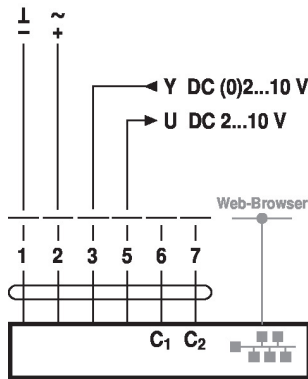 ⊥ ~
− +
Y DC (0)2...10 V
U DC 2...10 V
Web-Browser
1 2 3 5 6 7
C₁ C₂